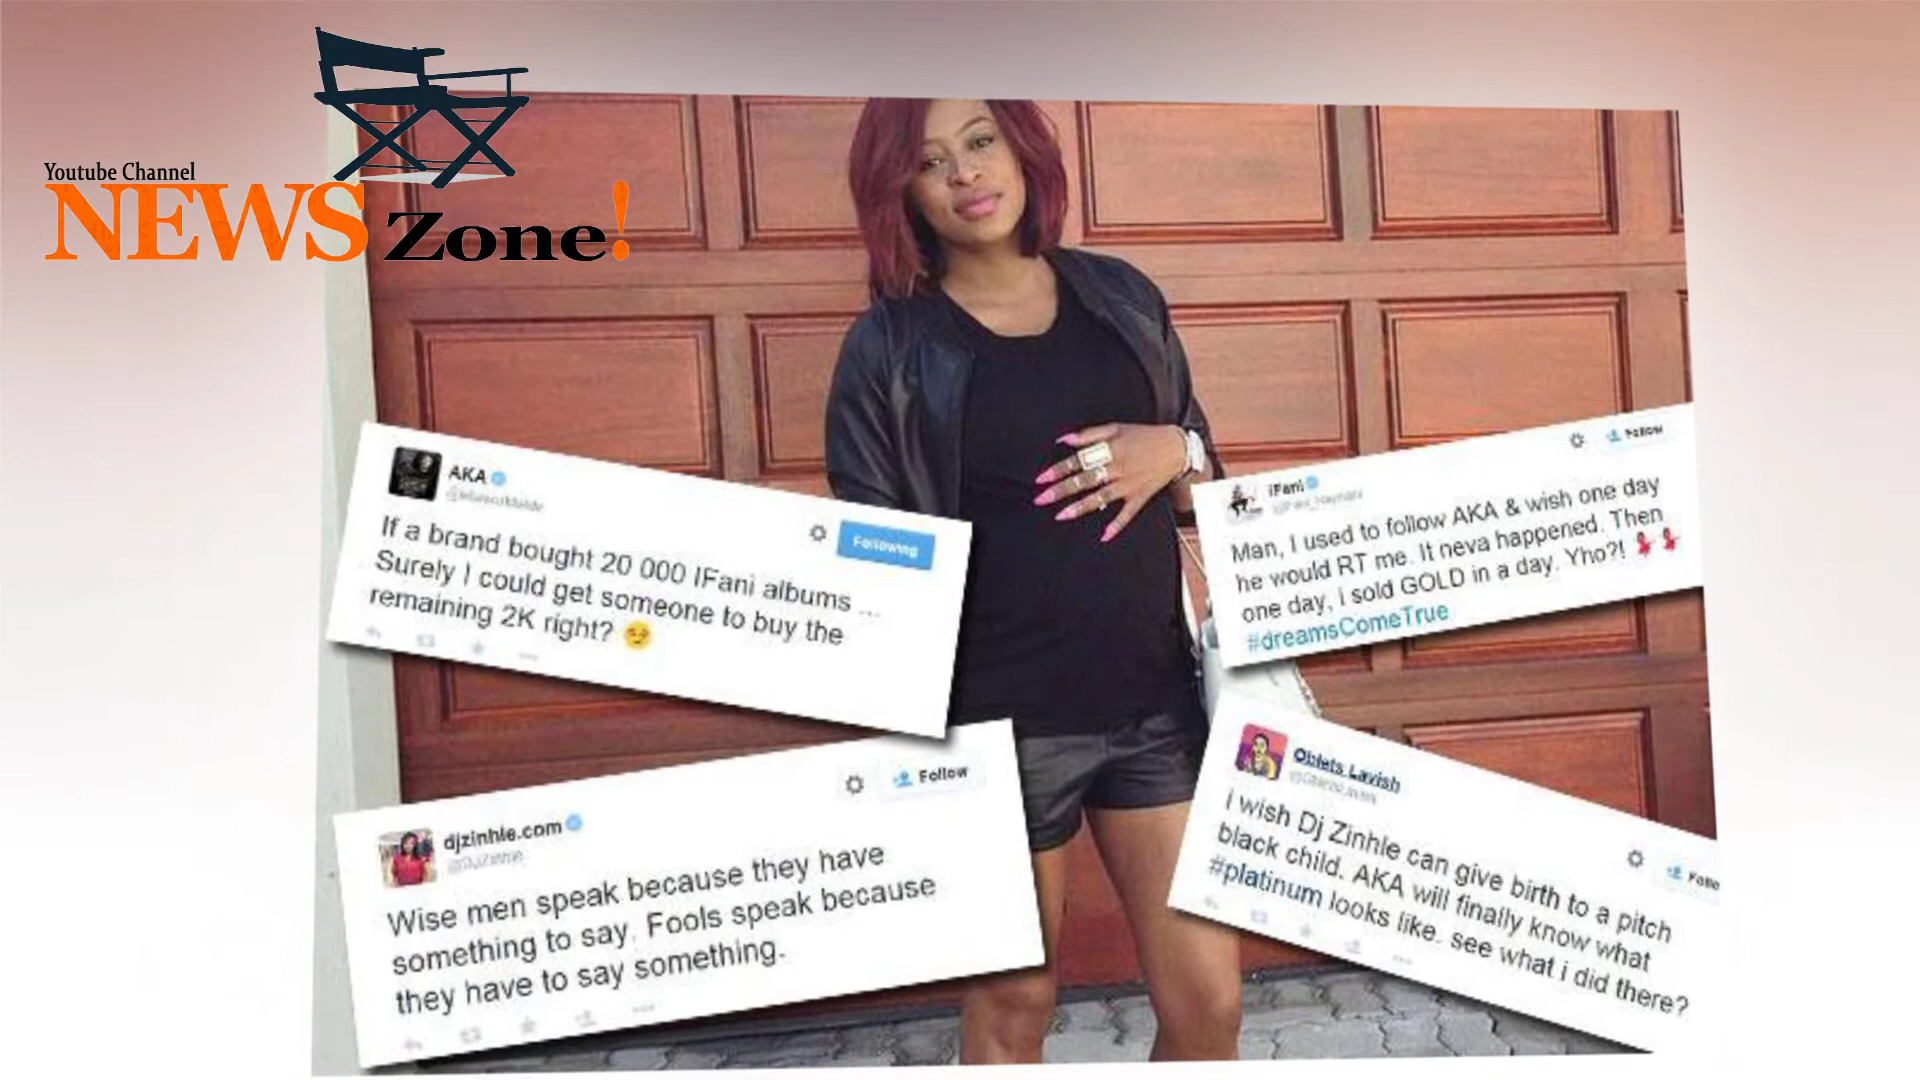 Youtube Channel
NEWS Zone!
AKA
Following
If a brand bought 20 000 IFani albums ...
Surely I could get someone to buy the
remaining 2K right?
iFani
Follow
Man, I used to follow AKA & wish one day
he would RT me. It neva happened. Then
one day, I sold GOLD in a day. Yho?!
#dreamsComeTrue
djzinhle.com
Follow
Wise men speak because they have
something to say. Fools speak because
they have to say something.
Oblets Lavish
Follo
i wish Dj Zinhle can give birth to a pitch
black child. AKA will finally know what
#platinum looks like. see what i did there?